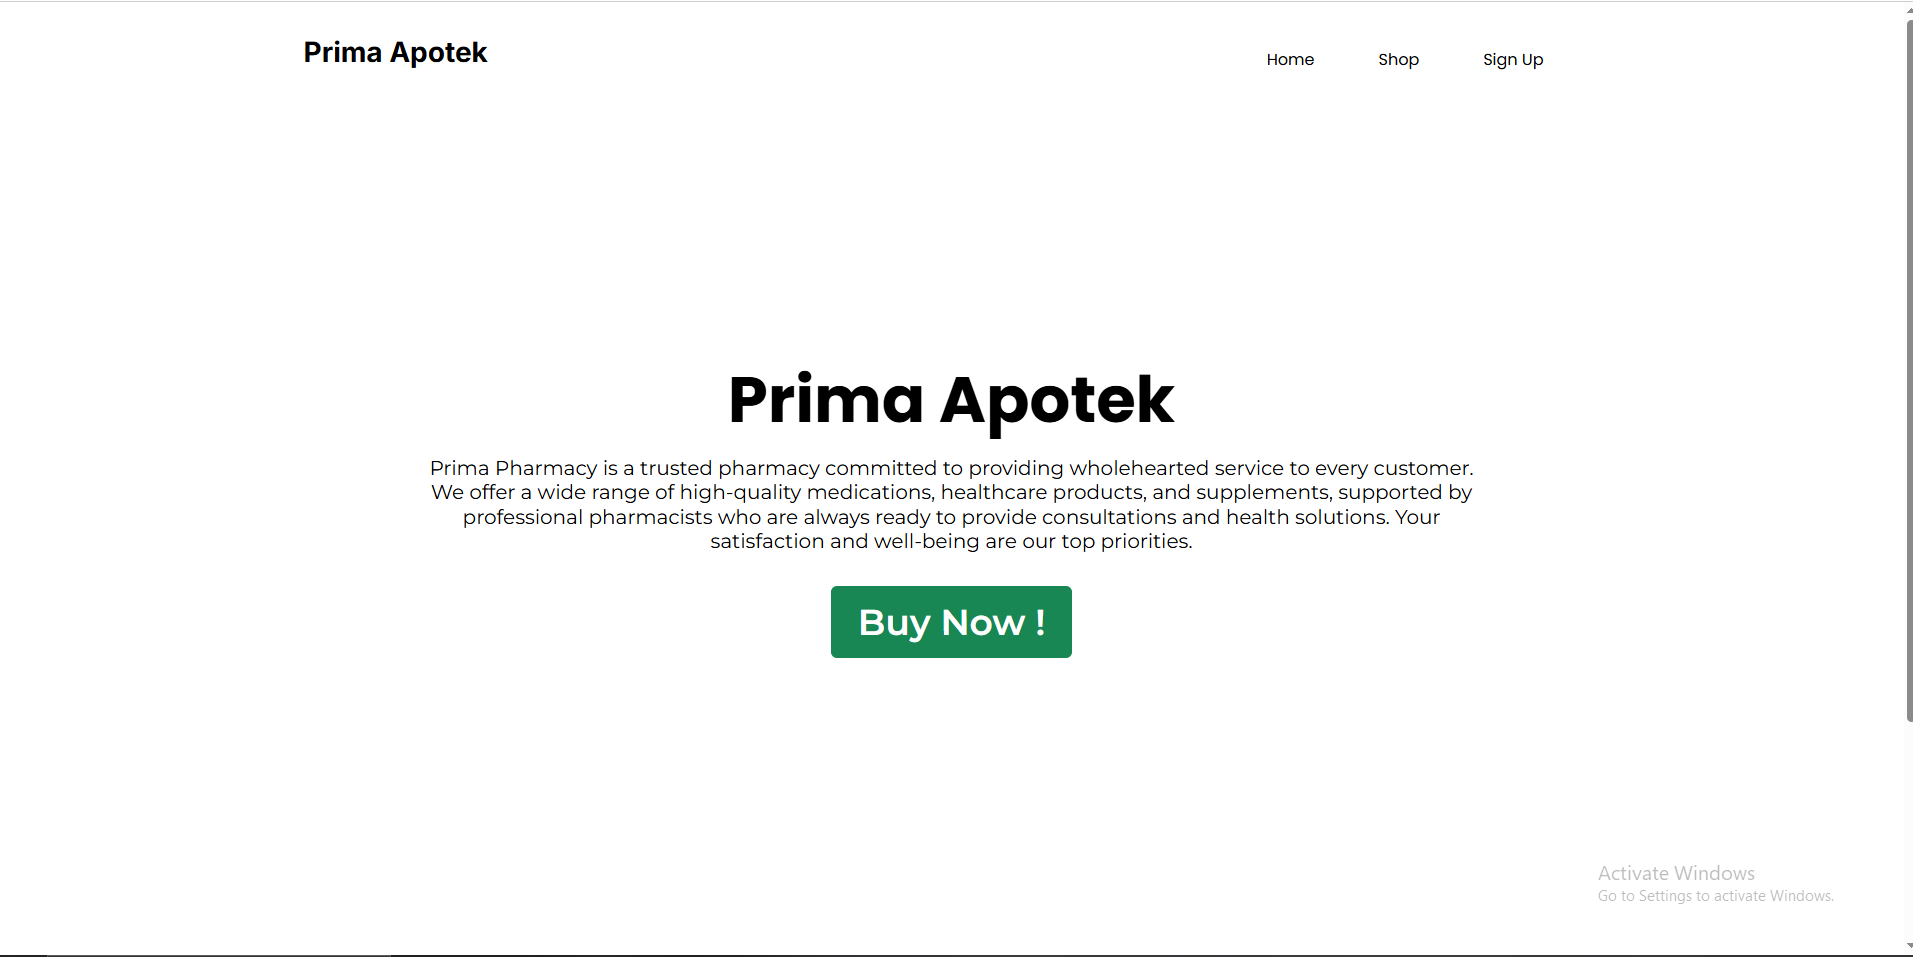 Prima Apotek
Home Shop Sign Up
Prima Apotek
Prima Pharmacy is a trusted pharmacy committed to providing wholehearted service to every customer.
We offer a wide range of high-quality medications, healthcare products, and supplements, supported by
professional pharmacists who are always ready to provide consultations and health solutions. Your
satisfaction and well-being are our top priorities.
Buy Now !
Activate Windows
Go to Settings to activate Windows.